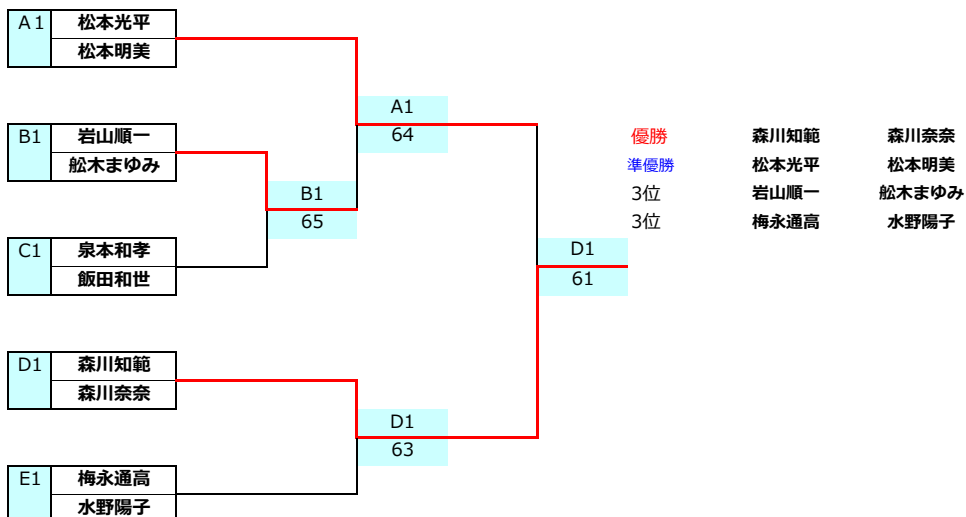 A1 松本光平
松本明美
A1
B1 岩山順一 64 優勝 森川知範 森川奈奈
舩木まゆみ 準優勝 松本光平 松本明美
B1 3位 岩山順一 舩木まゆみ
65 3位 梅永通高 水野陽子
C1 泉本和孝 D1
飯田和世 61
D1 森川知範
森川奈奈
D1
63
E1 梅永通高
水野陽子